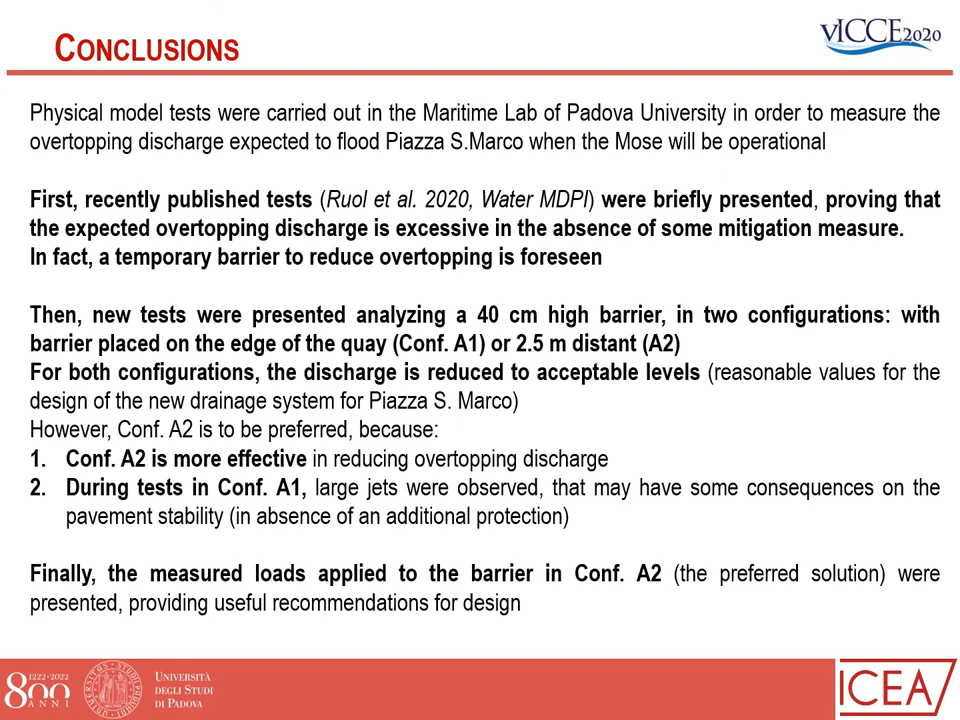 CONCLUSIONS
vICCE2020
Physical model tests were carried out in the Maritime Lab of Padova University in order to measure the
overtopping discharge expected to flood Piazza S.Marco when the Mose will be operational
First, recently published tests (Ruol et al. 2020, Water MDPI) were briefly presented, proving that
the expected overtopping discharge is excessive in the absence of some mitigation measure.
In fact, a temporary barrier to reduce overtopping is foreseen
Then, new tests were presented analyzing a 40 cm high barrier, in two configurations: with
barrier placed on the edge of the quay (Conf. A1) or 2.5 m distant (A2)
For both configurations, the discharge is reduced to acceptable levels (reasonable values for the
design of the new drainage system for Piazza S. Marco)
However, Conf. A2 is to be preferred, because:
1. Conf. A2 is more effective in reducing overtopping discharge
2. During tests in Conf. A1, large jets were observed, that may have some consequences on the
pavement stability (in absence of an additional protection)
Finally, the measured loads applied to the barrier in Conf. A2 (the preferred solution) were
presented, providing useful recommendations for design
1222·2022
800
ANNI
UNIVERSITÀ
DEGLI STUDI
DI PADOVA
ICEA